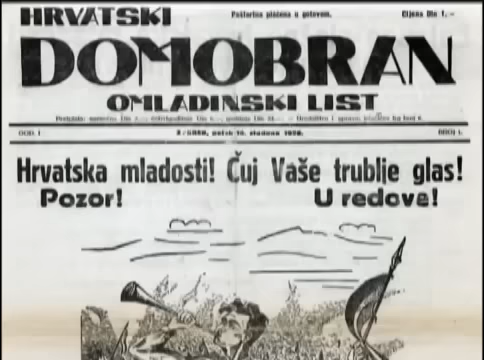 HRVATSKI
Poštarina plaćena u gotovom.
Cijena Din 1.–
DOMOBRAN
OMLADINSKI LIST
GOD. I
BROJ 1.
Hrvatska mladosti! Čuj Vaše trublje glas!
Pozor! U redove!